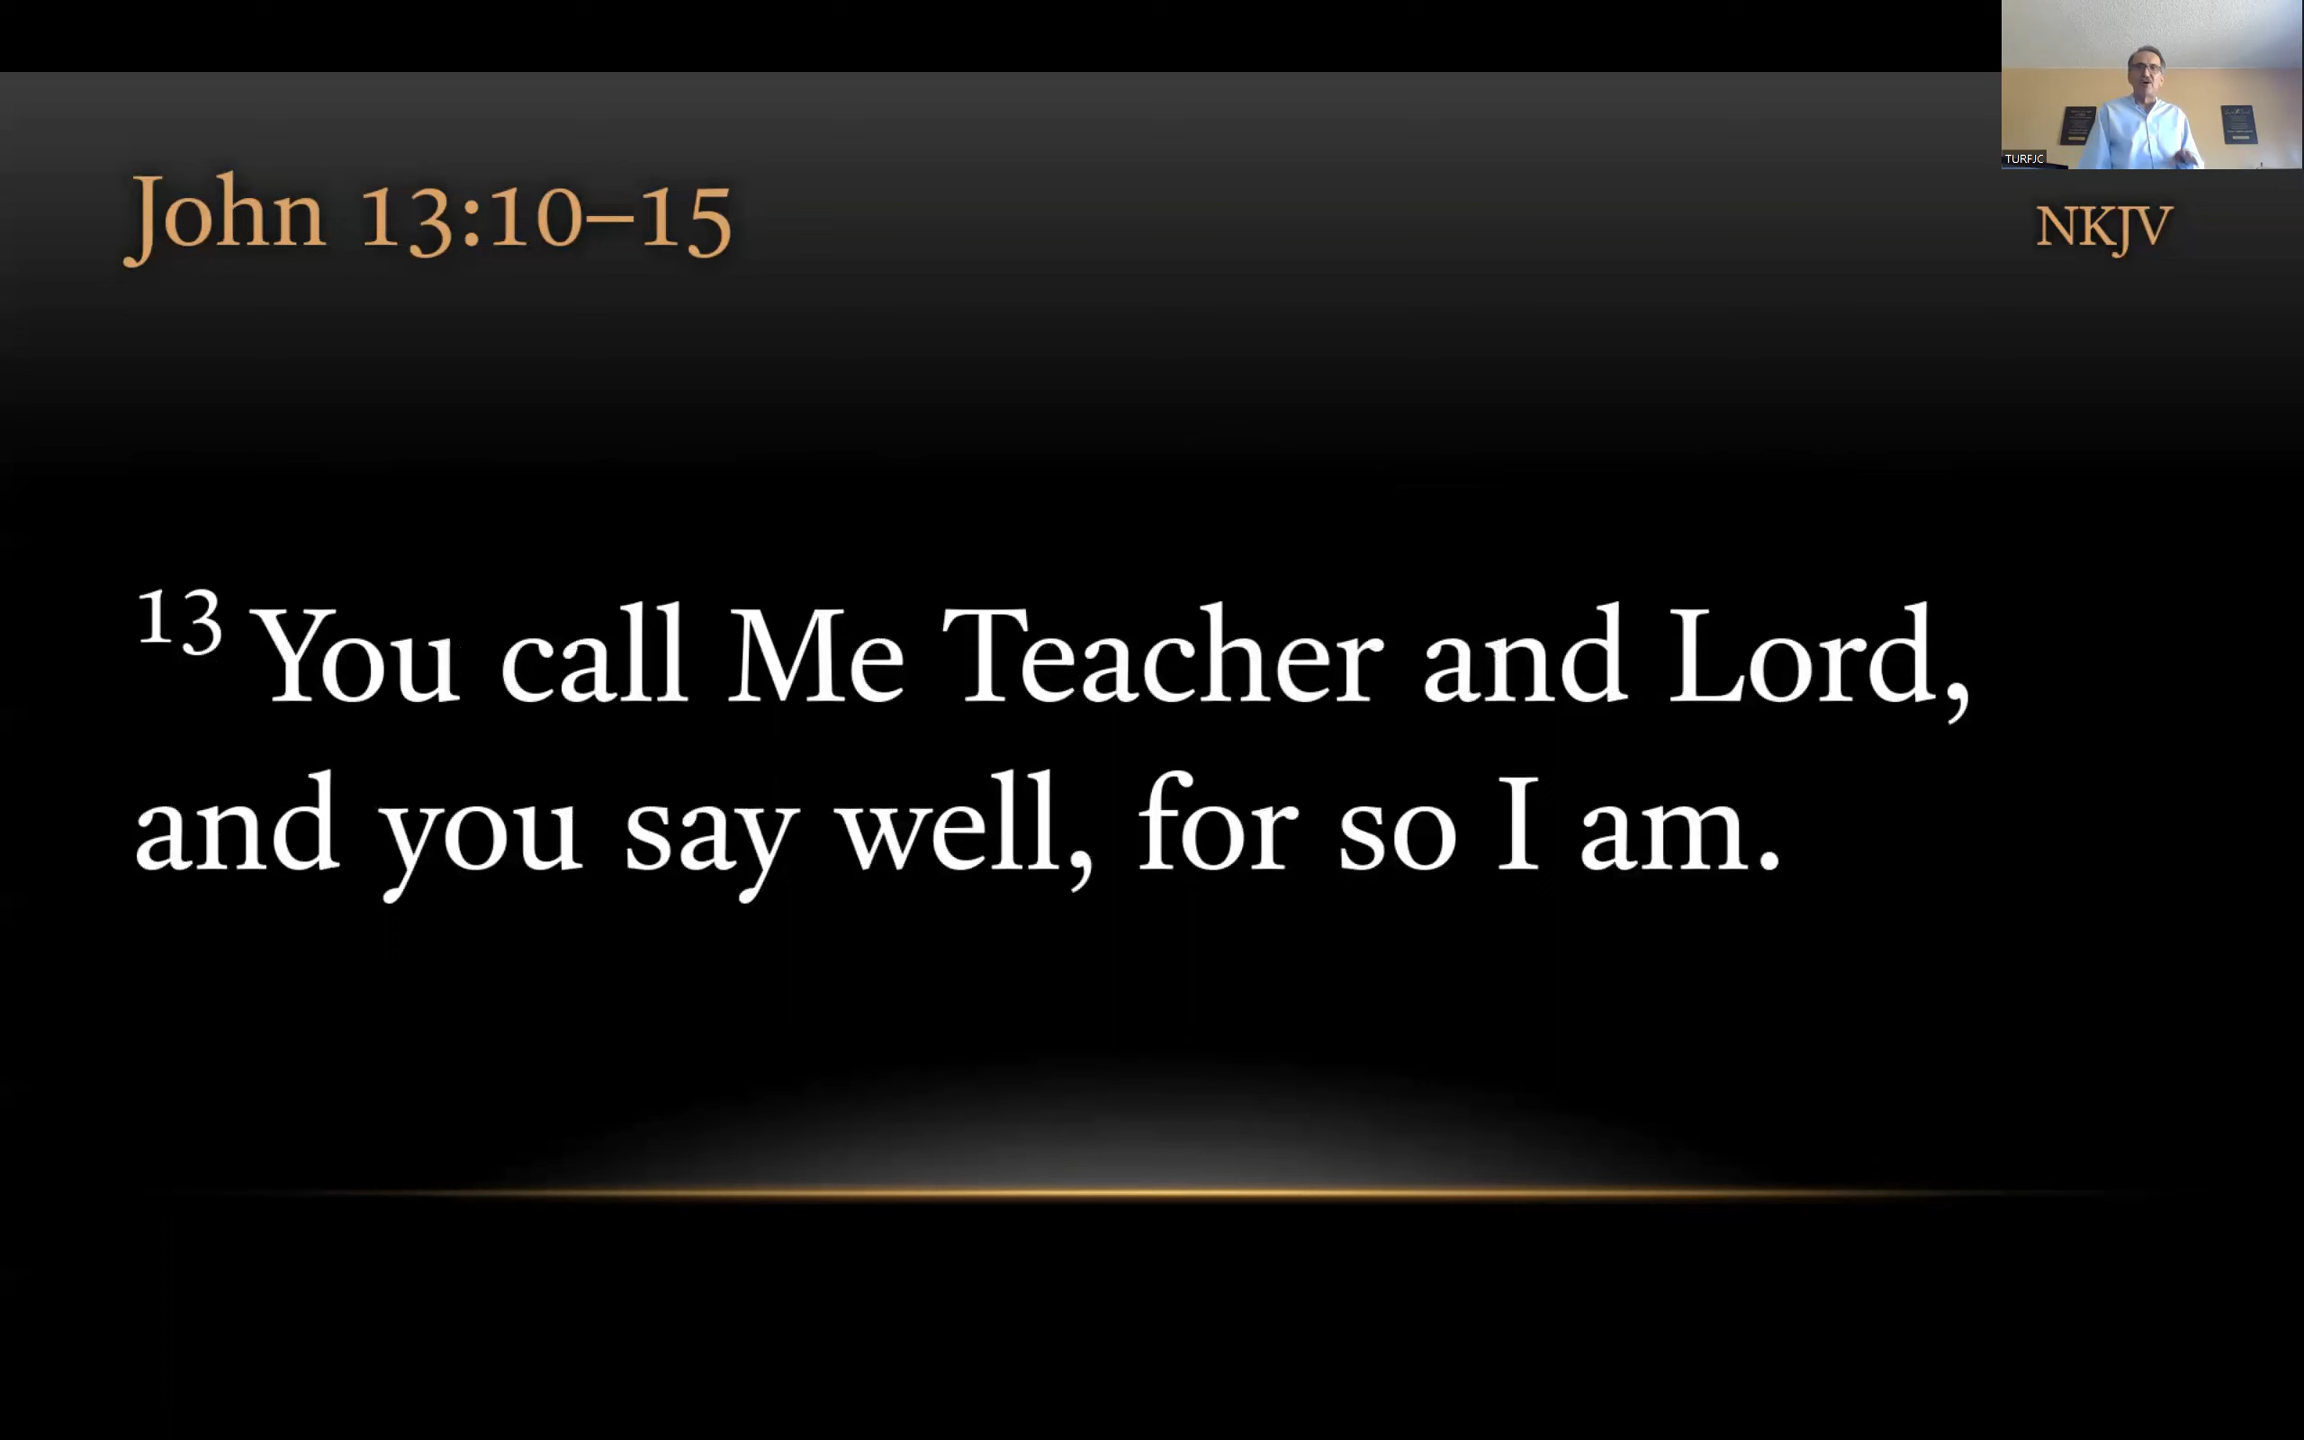 TURFJC
John 13:10–15
NKJV
13 You call Me Teacher and Lord,
and you say well, for so I am.